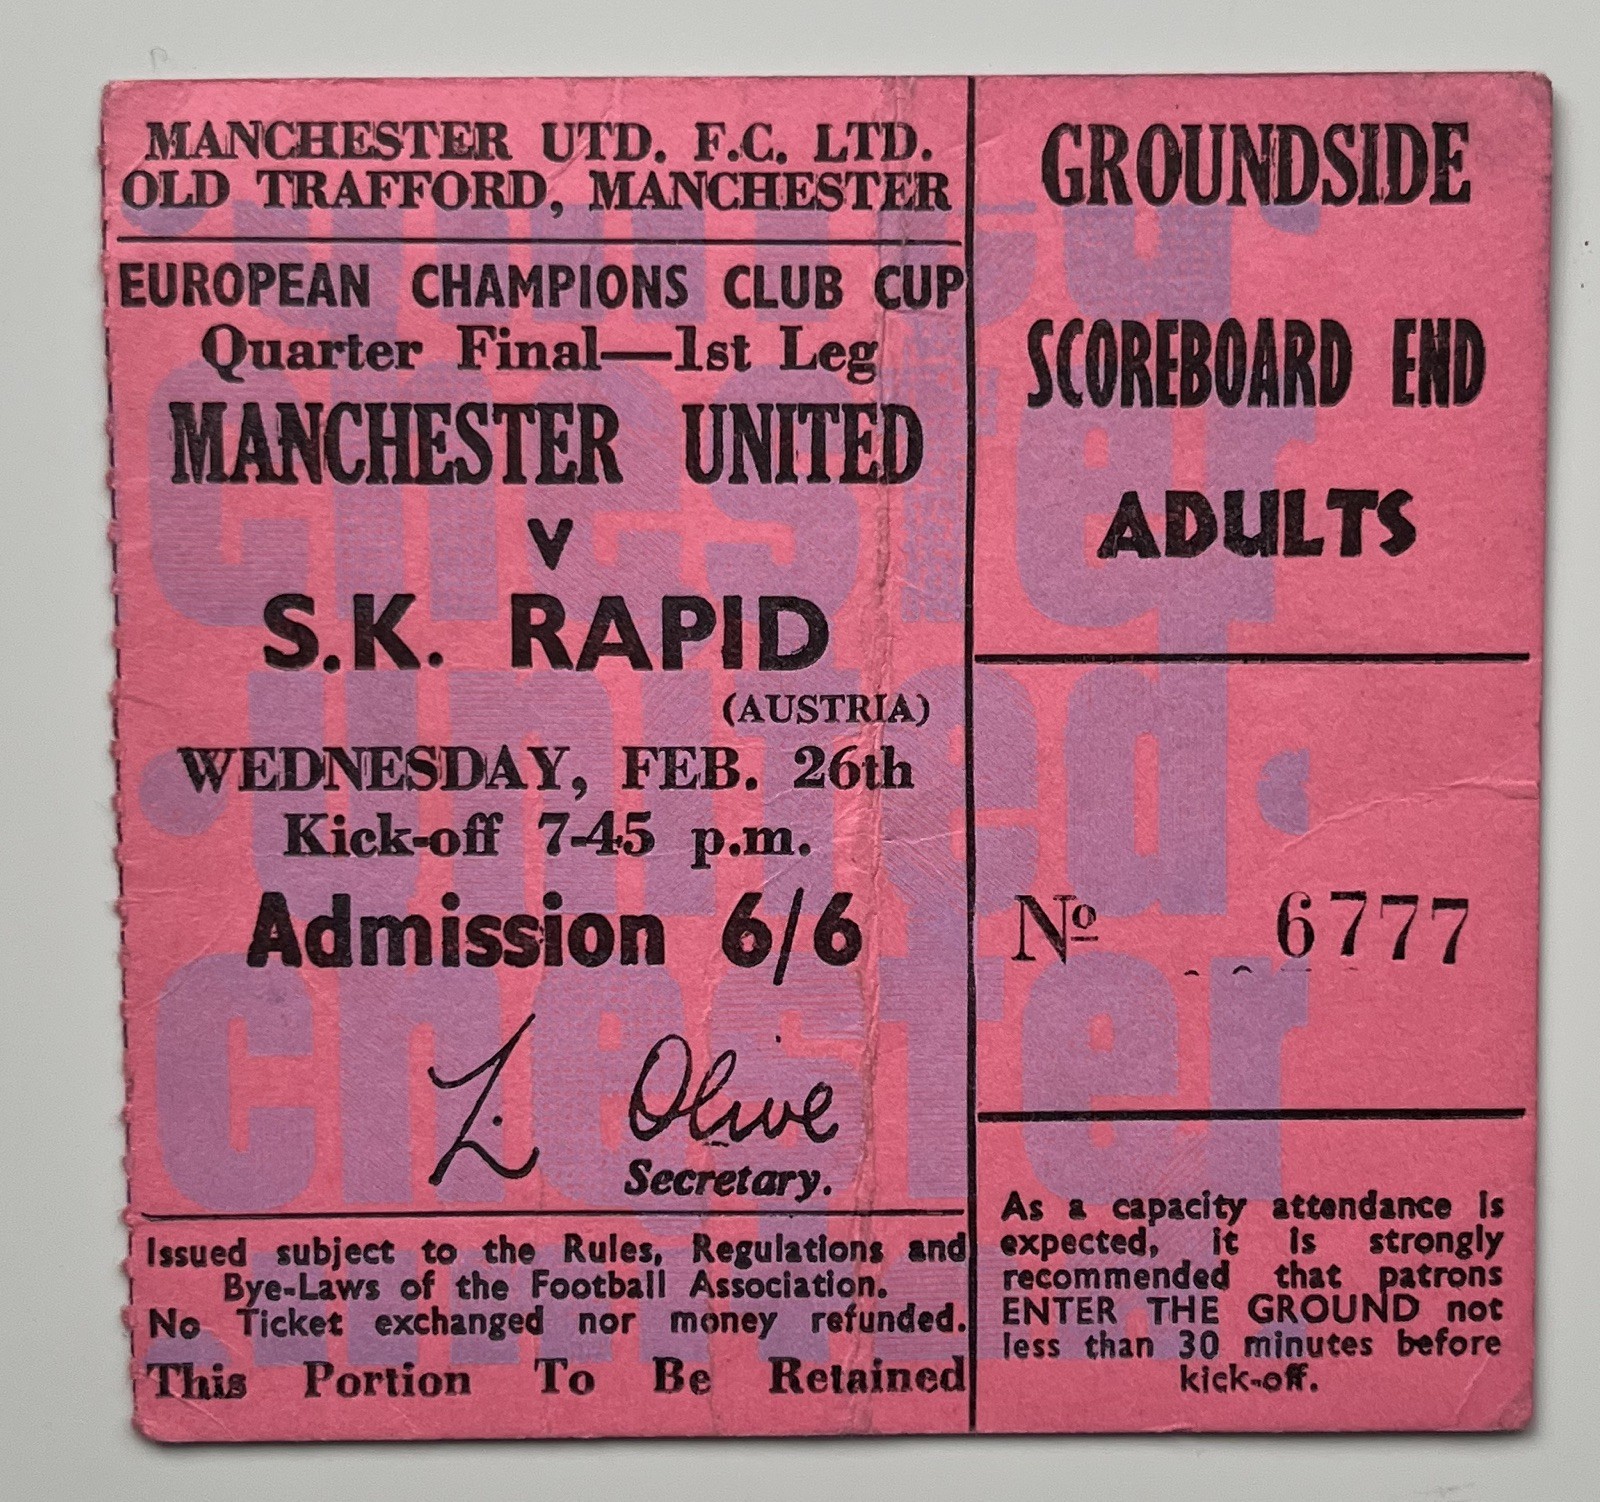 MANCHESTER UTD. F.C. LTD.
OLD TRAFFORD, MANCHESTER
EUROPEAN CHAMPIONS CLUB CUP
Quarter Final—1st Leg
MANCHESTER UNITED
v
S.K. RAPID
(AUSTRIA)
WEDNESDAY, FEB. 26th
Kick-off 7-45 p.m.
Admission 6/6
L. Olive
Secretary.
Issued subject to the Rules, Regulations and
Bye-Laws of the Football Association.
No Ticket exchanged nor money refunded.
This Portion To Be Retained
GROUNDSIDE
SCOREBOARD END
ADULTS
Nº 6777
As a capacity attendance is
expected, it is strongly
recommended that patrons
ENTER THE GROUND not
less than 30 minutes before
kick-off.
united
chester
united
chester